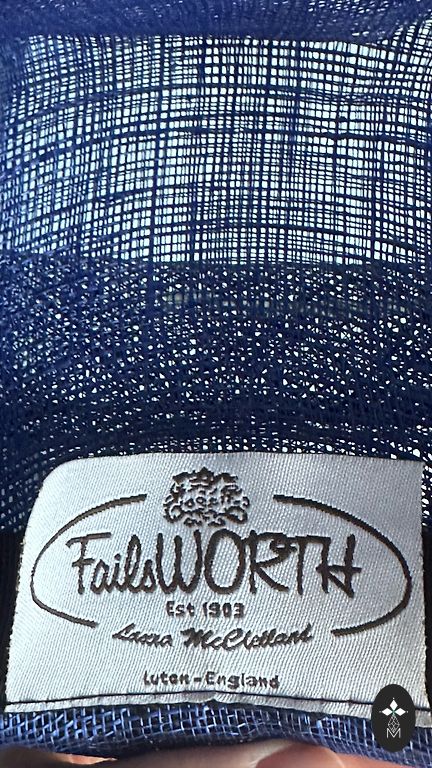 FailsWORTH
Est 1903
Laura McClelland
Luton-England